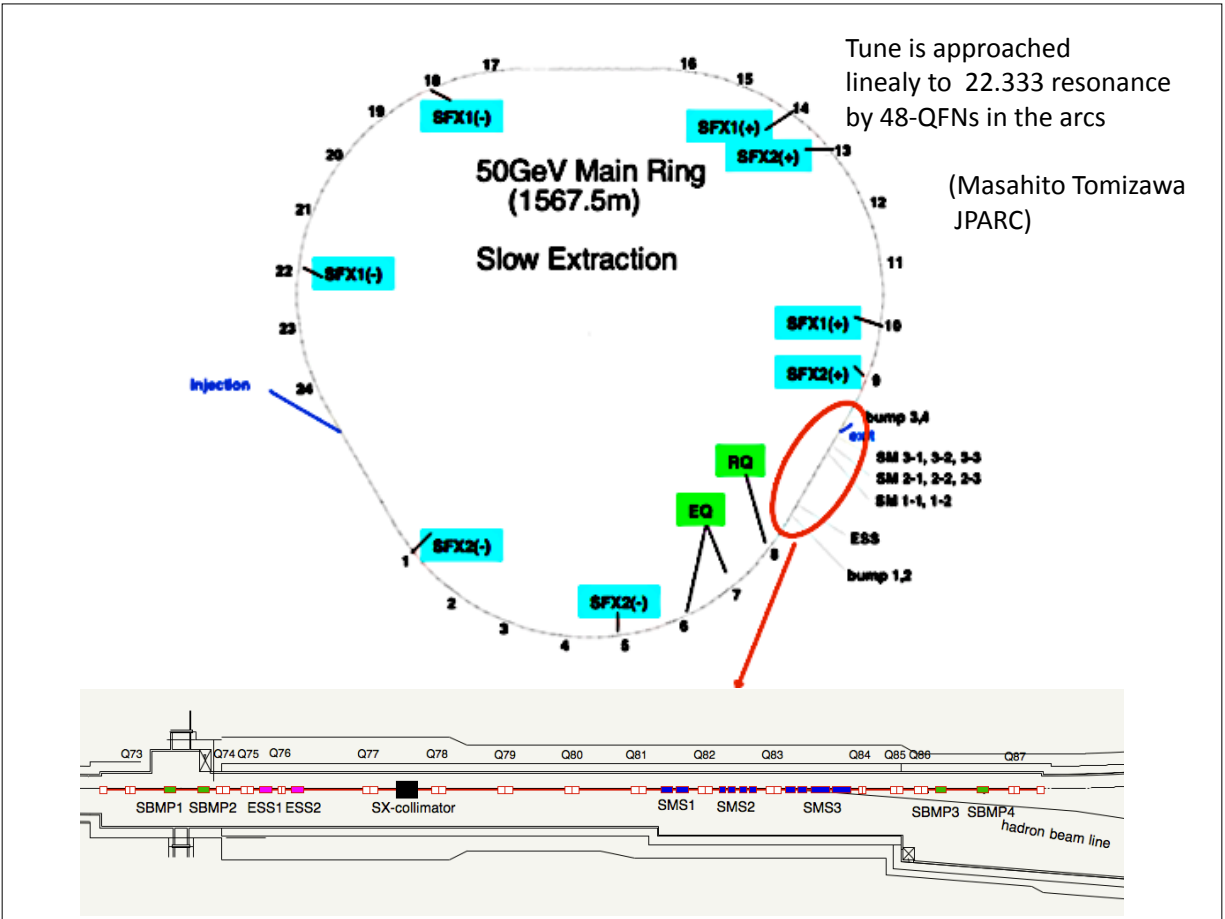 Tune is approached
linealy to 22.333 resonance
by 48-QFNs in the arcs
(Masahito Tomizawa
JPARC)
17
16
18
15
SFX1(-)
14
19
SFX1(+)
SFX2(+)
13
20
50GeV Main Ring
(1567.5m)
12
21
Slow Extraction
11
22
SFX1(-)
SFX1(+)
10
23
SFX2(+)
9
Injection
24
bump 3,4
exit
SM 3-1, 3-2, 3-3
RQ
SM 2-1, 2-2, 2-3
SM 1-1, 1-2
EQ
ESS
SFX2(-)
8
1
bump 1,2
7
2
SFX2(-)
6
3
4
5
Q73 Q74 Q75 Q76 Q77 Q78 Q79 Q80 Q81 Q82 Q83 Q84 Q85 Q86 Q87
SBMP1 SBMP2 ESS1 ESS2 SX-collimator SMS1 SMS2 SMS3 SBMP3 SBMP4
hadron beam line